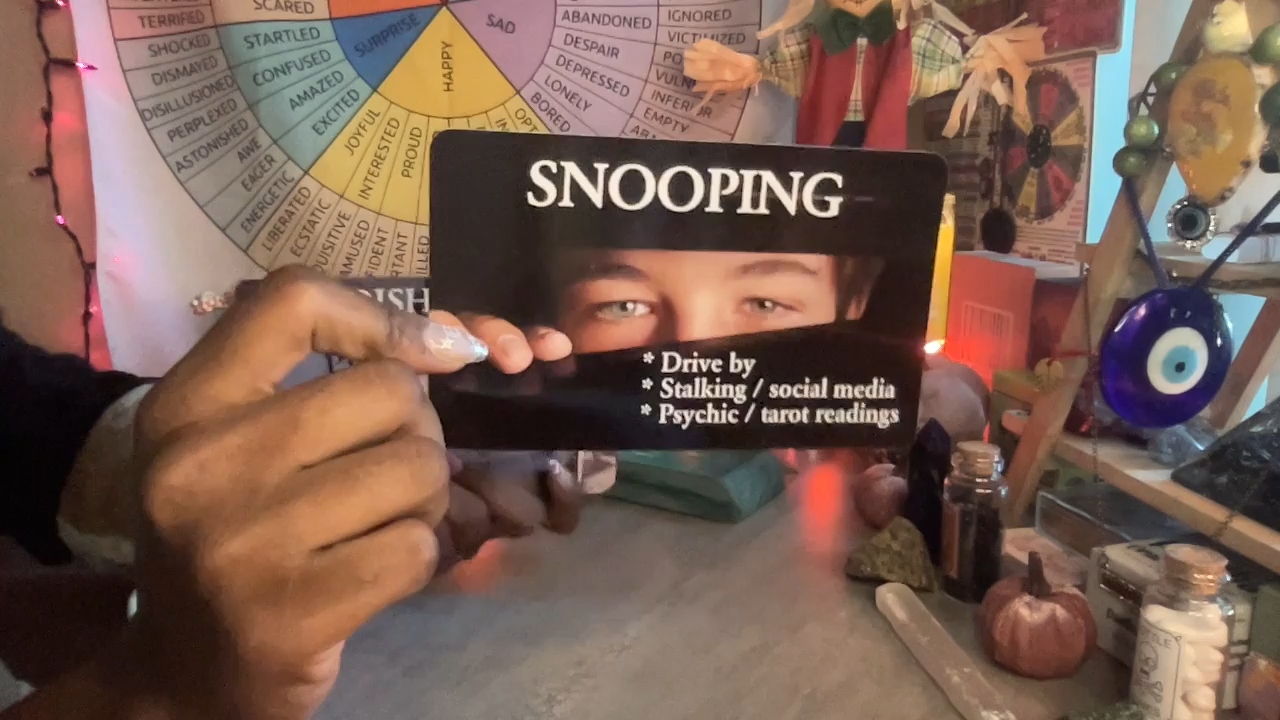 SCARED
TERRIFIED
SHOCKED
DISMAYED
DISILLUSIONED
PERPLEXED
ASTONISHED
AWE
EAGER
ENERGETIC
LIBERATED
ECSTATIC
AMUSED
STARTLED
CONFUSED
AMAZED
EXCITED
JOYFUL
INTERESTED
PROUD
SURPRISE
HAPPY
SAD
ABANDONED
DESPAIR
DEPRESSED
LONELY
BORED
IGNORED
VICTIMIZED
INFERIOR
EMPTY
SNOOPING
* Drive by
* Stalking / social media
* Psychic / tarot readings